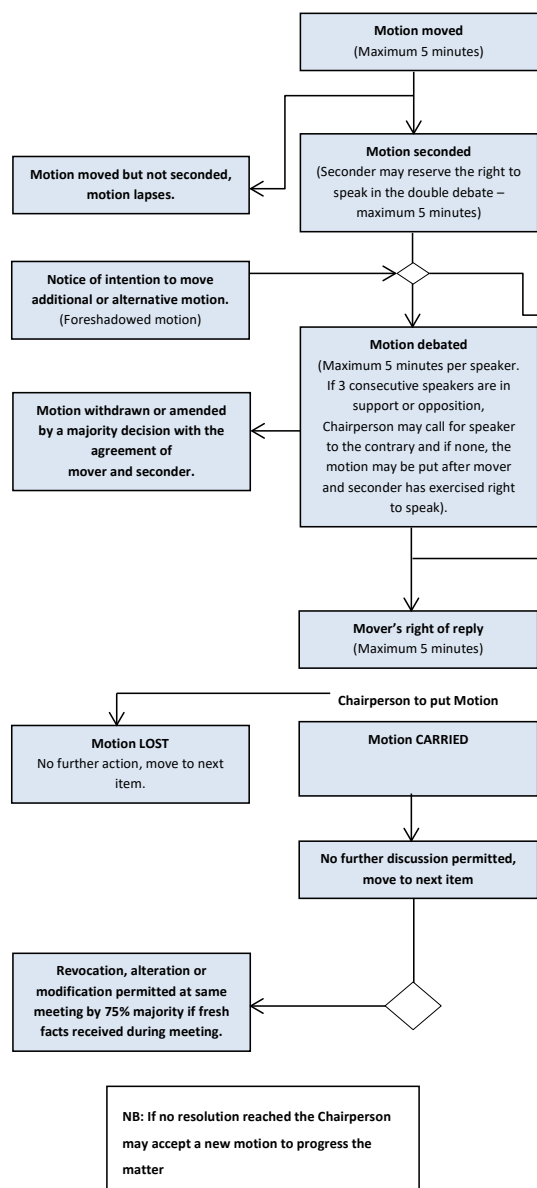 Motion moved
(Maximum 5 minutes)
Motion moved but not seconded,
motion lapses.
Motion seconded
(Seconder may reserve the right to
speak in the double debate –
maximum 5 minutes)
Notice of intention to move
additional or alternative motion.
(Foreshadowed motion)
Motion debated
(Maximum 5 minutes per speaker.
If 3 consecutive speakers are in
support or opposition,
Chairperson may call for speaker
to the contrary and if none, the
motion may be put after mover
and seconder has exercised right
to speak).
Motion withdrawn or amended
by a majority decision with the
agreement of
mover and seconder.
Mover's right of reply
(Maximum 5 minutes)
Chairperson to put Motion
Motion LOST
No further action, move to next
item.
Motion CARRIED
No further discussion permitted,
move to next item
Revocation, alteration or
modification permitted at same
meeting by 75% majority if fresh
facts received during meeting.
NB: If no resolution reached the Chairperson
may accept a new motion to progress the
matter